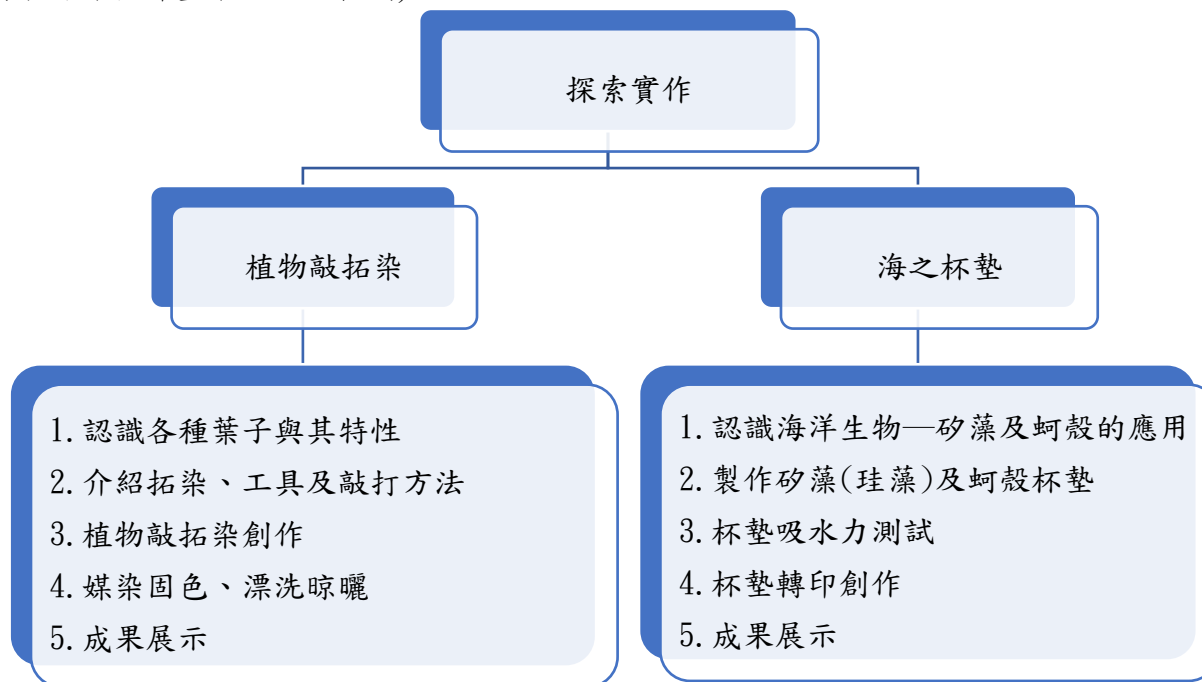 探索實作
植物敲拓染
海之杯墊
1. 認識各種葉子與其特性
2. 介紹拓染、工具及敲打方法
3. 植物敲拓染創作
4. 媒染固色、漂洗晾曬
5. 成果展示
1. 認識海洋生物—矽藻及蚵殼的應用
2. 製作矽藻(珪藻)及蚵殼杯墊
3. 杯墊吸水力測試
4. 杯墊轉印創作
5. 成果展示